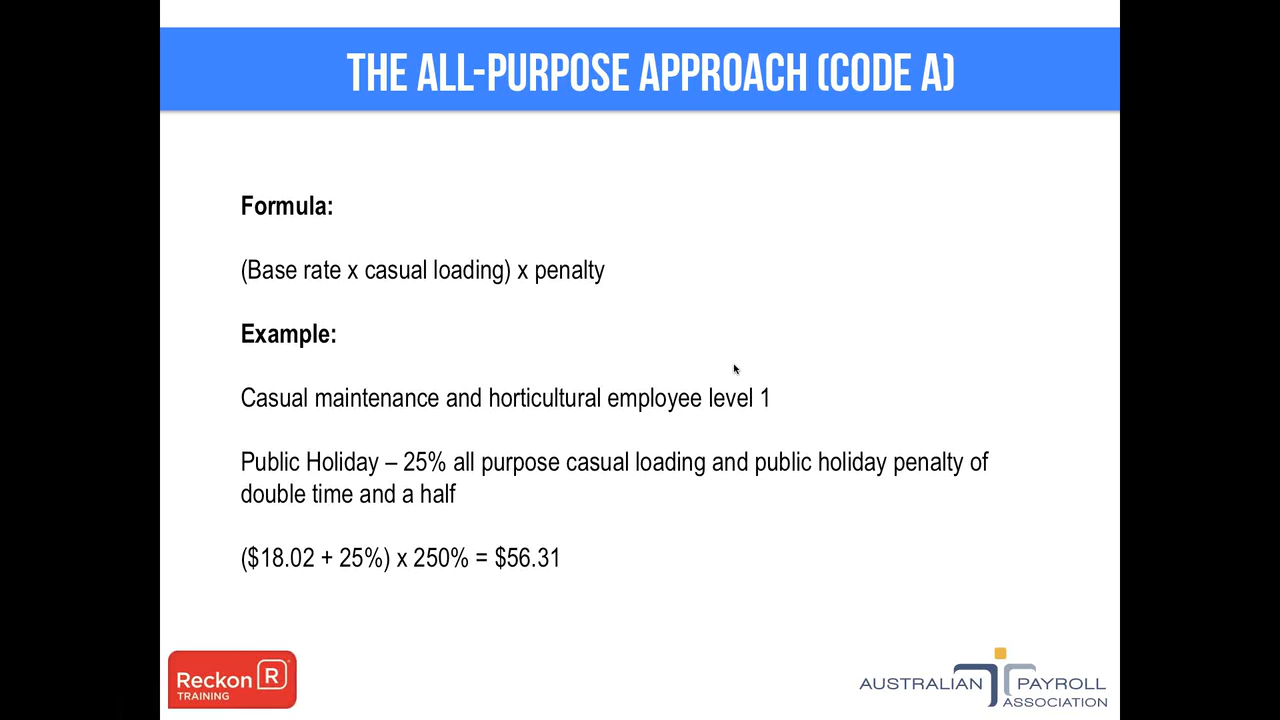 THE ALL-PURPOSE APPROACH (CODE A)
Formula:
(Base rate x casual loading) x penalty
Example:
Casual maintenance and horticultural employee level 1
Public Holiday – 25% all purpose casual loading and public holiday penalty of
double time and a half
($18.02 + 25%) x 250% = $56.31
Reckon R
TRAINING
AUSTRALIAN PAYROLL
ASSOCIATION